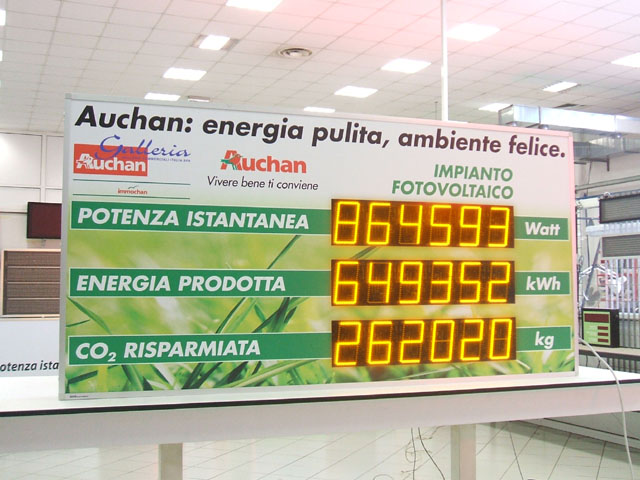 Auchan: energia pulita, ambiente felice.
Galleria
Auchan
immochan
Auchan
Vivere bene ti conviene
IMPIANTO
FOTOVOLTAICO
POTENZA ISTANTANEA 864593 Watt
ENERGIA PRODOTTA 649352 kWh
CO₂ RISPARMIATA 262020 kg
otenza ista